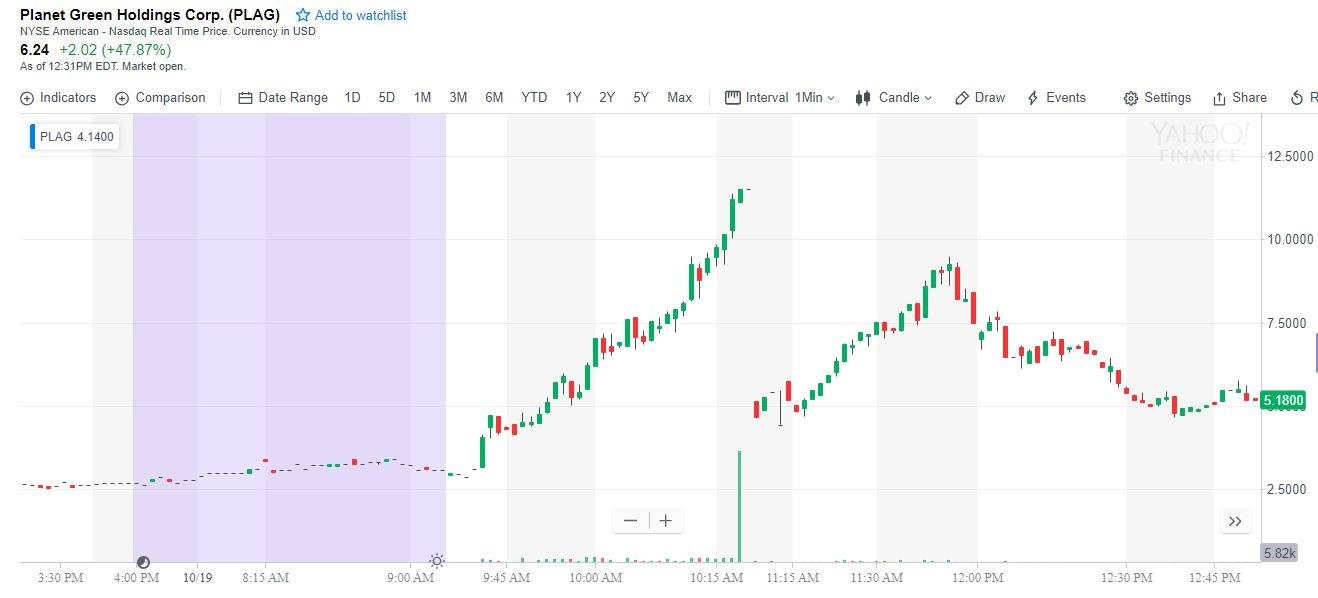 Planet Green Holdings Corp. (PLAG) Add to watchlist
NYSE American - Nasdaq Real Time Price. Currency in USD
6.24 +2.02 (+47.87%)
As of 12:31PM EDT. Market open.
Indicators Comparison Date Range 1D 5D 1M 3M 6M YTD 1Y 2Y 5Y Max Interval 1Min Candle Draw Events Settings Share R
PLAG 4.1400
YAHOO!
FINANCE
12.5000
10.0000
7.5000
5.1800
2.5000
5.82k
3:30 PM 4:00 PM 10/19 8:15 AM 9:00 AM 9:45 AM 10:00 AM 10:15 AM 11:15 AM 11:30 AM 12:00 PM 12:30 PM 12:45 PM